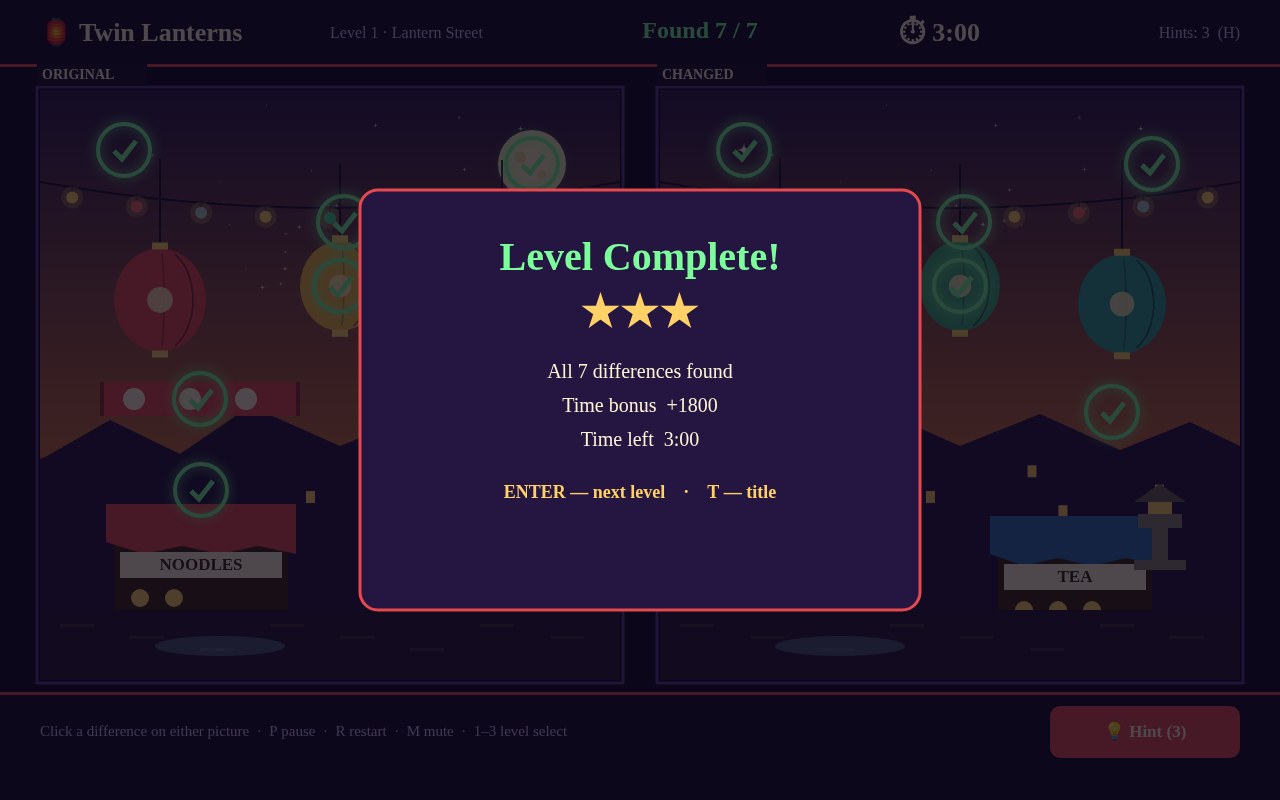 🏮 Twin Lanterns
Level 1 · Lantern Street
Found 7 / 7
⏱ 3:00
Hints: 3 (H)
ORIGINAL
CHANGED
Level Complete!
★★★
All 7 differences found
Time bonus +1800
Time left 3:00
ENTER — next level · T — title
NOODLES
TEA
Click a difference on either picture · P pause · R restart · M mute · 1–3 level select
💡 Hint (3)